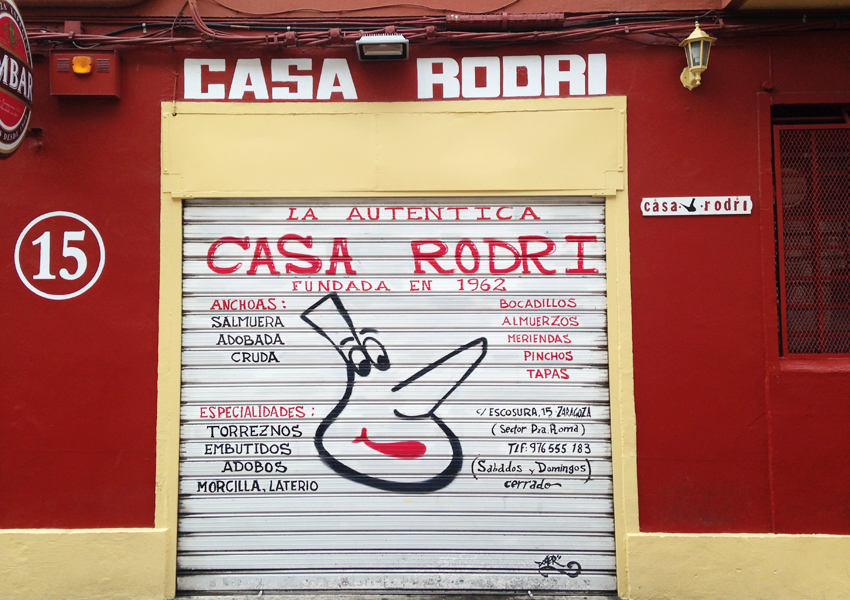 MBAR
DESDE
CASA RODRI
15
casa rodri
LA AUTENTICA
CASA RODRI
FUNDADA EN 1962
ANCHOAS:
SALMUERA
ADOBADA
CRUDA
BOCADILLOS
ALMUERZOS
MERIENDAS
PINCHOS
TAPAS
ESPECIALIDADES:
TORREZNOS
EMBUTIDOS
ADOBOS
MORCILLA, LATERIO
c/ ESCOSURA, 15 ZARAGOZA
(Sector Pza. Roma)
Tlf: 976 555 183
(Sabados y Domingos)
cerrado